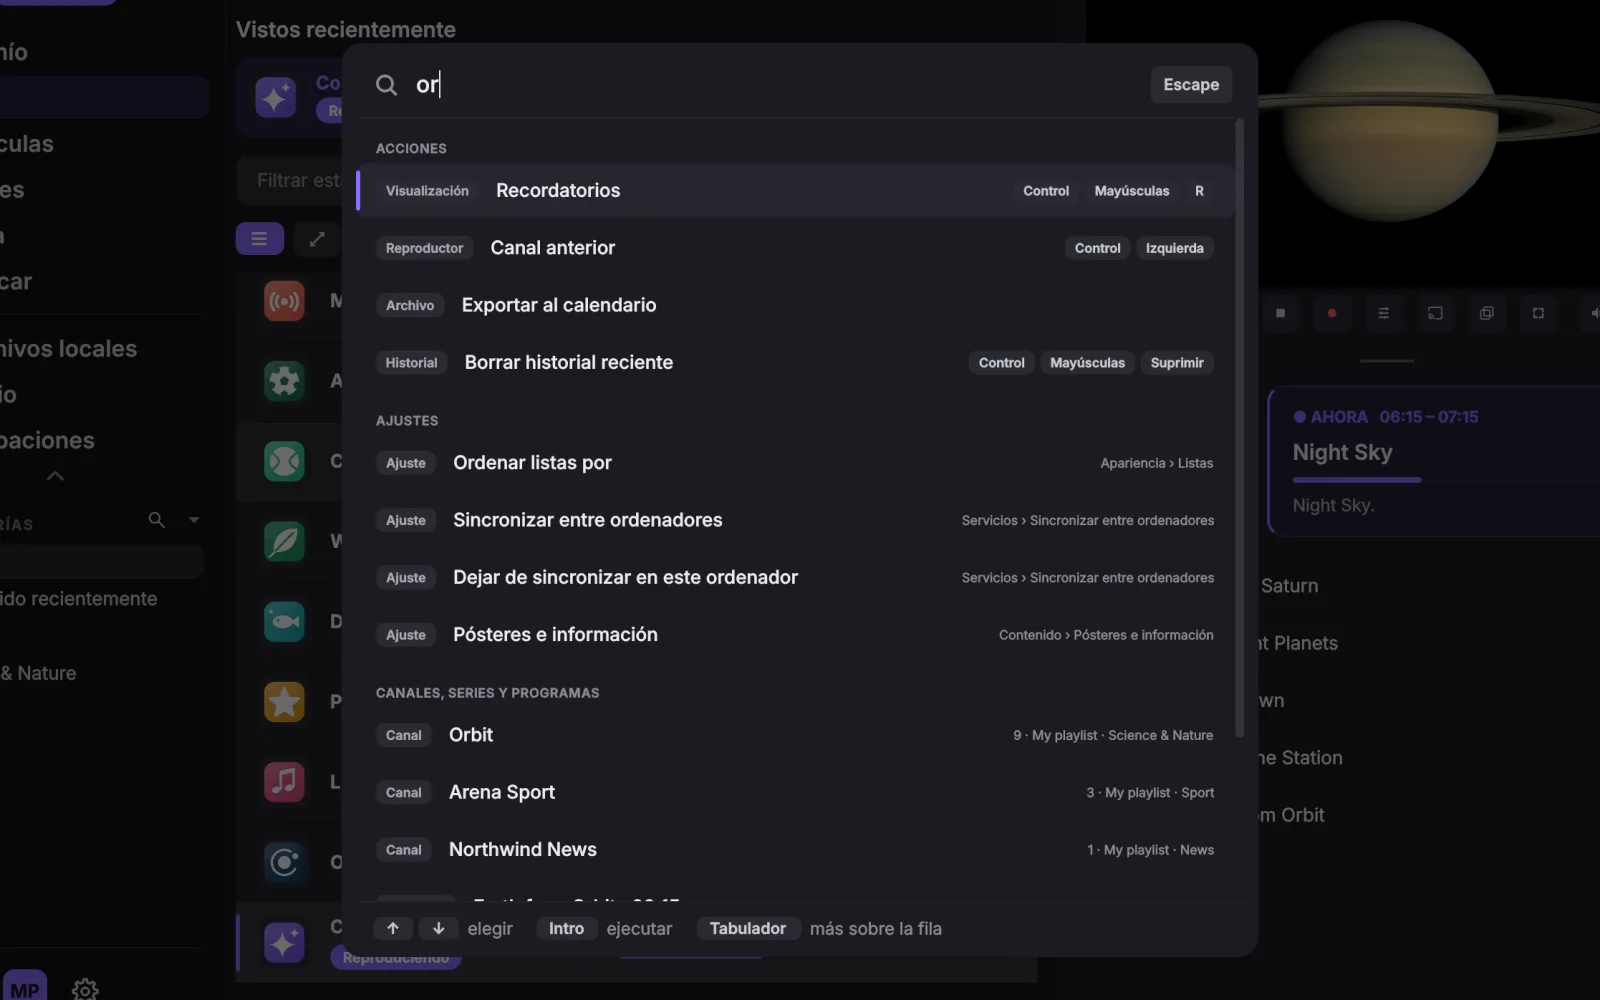 Vistos recientemente
or
Escape
ACCIONES
Visualización Recordatorios Control Mayúsculas R
Reproductor Canal anterior Control Izquierda
Archivo Exportar al calendario
Historial Borrar historial reciente Control Mayúsculas Suprimir
AJUSTES
Ajuste Ordenar listas por Apariencia › Listas
Ajuste Sincronizar entre ordenadores Servicios › Sincronizar entre ordenadores
Ajuste Dejar de sincronizar en este ordenador Servicios › Sincronizar entre ordenadores
Ajuste Pósteres e información Contenido › Pósteres e información
CANALES, SERIES Y PROGRAMAS
Canal Orbit 9 · My playlist · Science & Nature
Canal Arena Sport 3 · My playlist · Sport
Canal Northwind News 1 · My playlist · News
↑ ↓ elegir Intro ejecutar Tabulador más sobre la fila
Filtrar
Reproduciendo
hivos locales
paciones
RÍAS
ido recientemente
& Nature
MP
AHORA 06:15 – 07:15
Night Sky
Night Sky.
Saturn
Planets
Station
Orbit